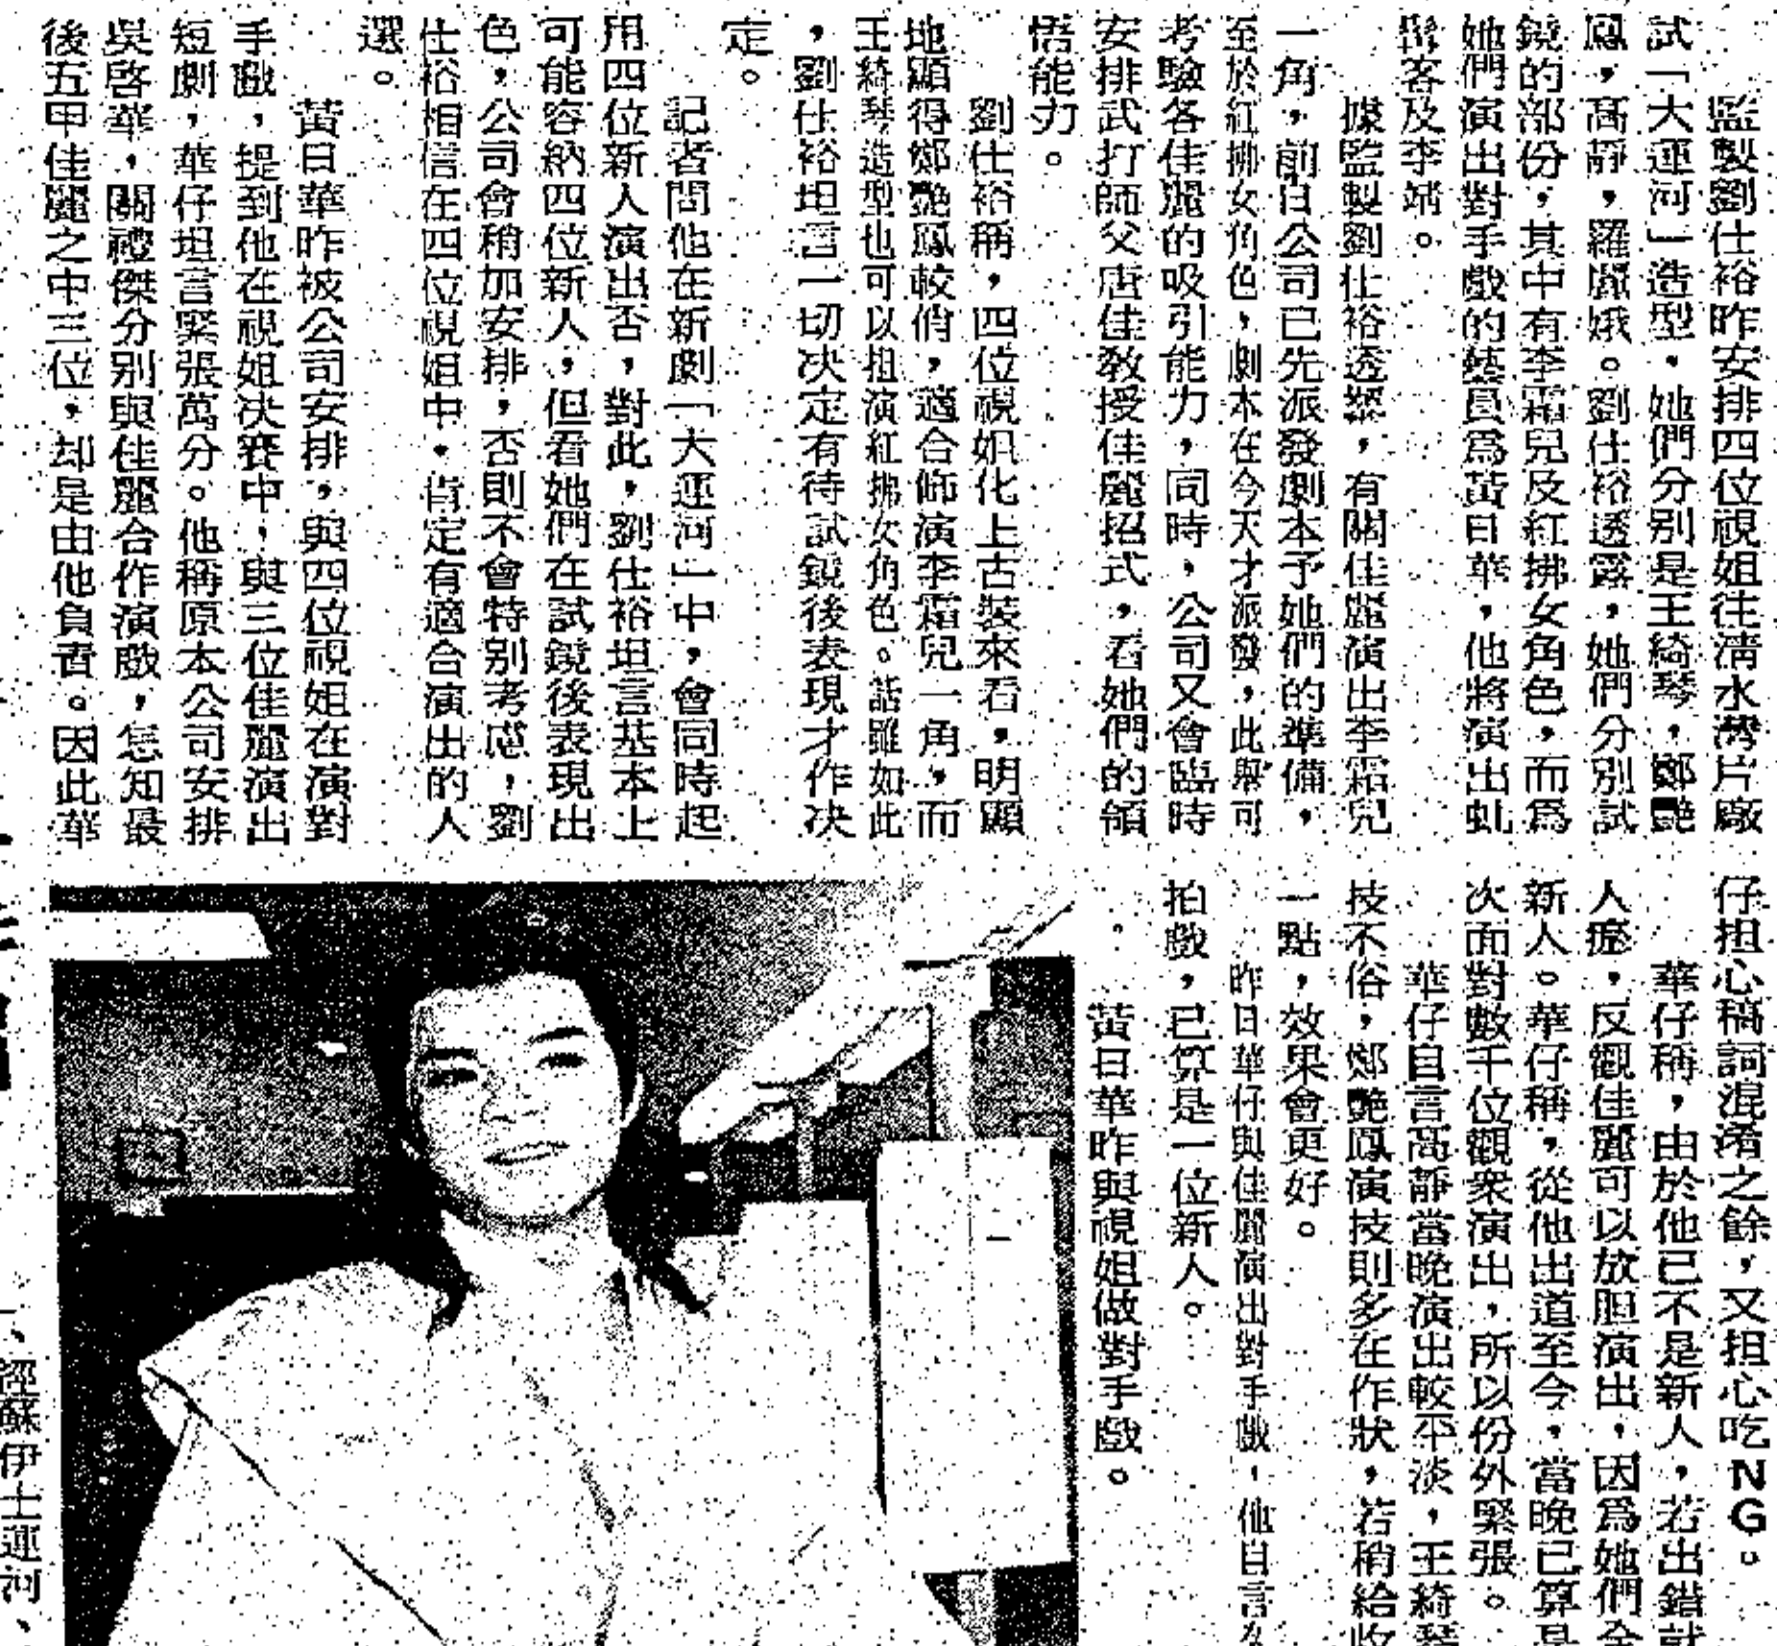 監製劉仕裕昨安排四位視姐往清水灣片廠
試「大運河」造型，她們分別是王綺琴，鄭艷
鳳，高靜，羅麗娥。劉仕裕透露，她們分別試
鏡的部份，其中有李霜兒及紅拂女角色，而爲
她們演出對手戲的藝員爲黃日華，他將演出虬
髯客及李靖。
據監製劉仕裕透露，有關佳麗演出李霜兒
一角，前日公司已先派發劇本予她們的準備，
至於紅拂女角色，劇本在今天才派發，此舉可
考驗各佳麗的吸引能力，同時，公司又會臨時
安排武打師父唐佳敎授佳麗招式，看她們的領
悟能力。
劉仕裕稱，四位視姐化上古裝來看，明顯
地顯得鄭艷鳳較俏，適合飾演李霜兒一角，而
王綺琴造型也可以扭演紅拂女角色。話雖如此
，劉仕裕坦言一切决定有待試鏡後表現才作决
定。
記者問他在新劇「大運河」中，會同時起
用四位新人演出否，對此，劉仕裕坦言基本上
可能容納四位新人，但看她們在試鏡後表現出
色，公司會稍加安排，否則不會特別考慮，劉
仕裕相信在四位視姐中，肯定有適合演出的人
選。
黃日華昨被公司安排，與四位視姐在演對
手戲，提到他在視姐决賽中，與三位佳麗演出
短劇，華仔坦言緊張萬分。他稱原本公司安排
吳啓華，關禮傑分別與佳麗合作演戲，怎知最
後五甲佳麗之中三位，却是由他負責。因此華
仔担心稿詞混淆之餘，又担心吃NG。
華仔稱，由於他已不是新人，若出錯就
人瘀，反觀佳麗可以放胆演出，因爲她們全
新人。華仔稱，從他出道至今，當晚已算是
次面對數千位觀衆演出，所以份外緊張。
華仔自言高靜當晚演出較平淡，王綺琴
技不俗，鄭艷鳳演技則多在作狀，若稍給收
一點，效果會更好。
昨日華仔與佳麗演出對手戲，他自言
拍戲，已算是一位新人。
黃日華昨與視姐做對手戲。
一、經蘇伊士運河、